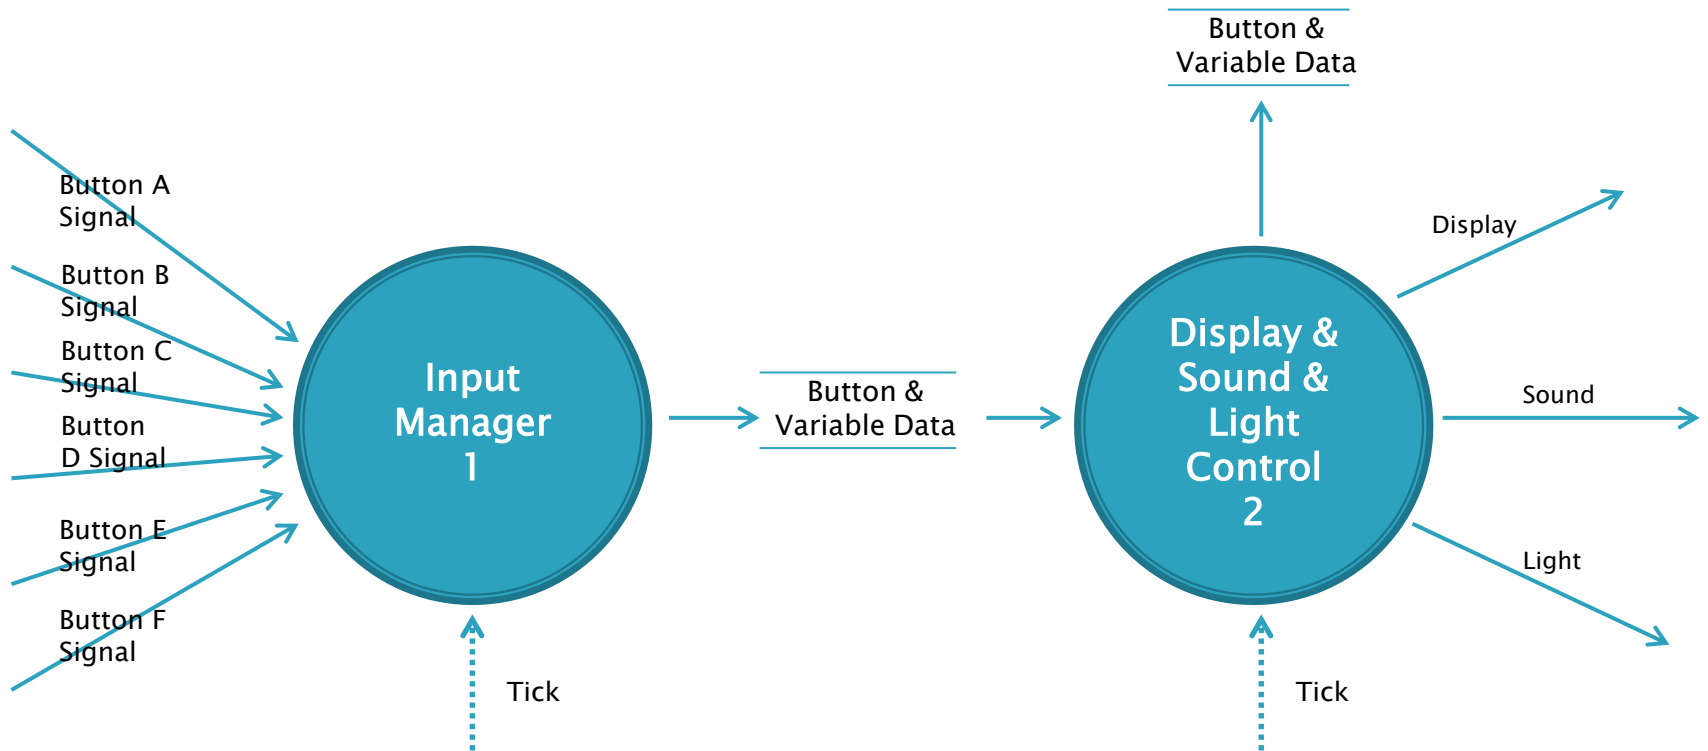 Button &
Variable Data
Button A
Signal
Button B
Signal
Button C
Signal
Button
D Signal
Button E
Signal
Button F
Signal
Input
Manager
1
Tick
Button &
Variable Data
Display &
Sound &
Light
Control
2
Tick
Display
Sound
Light